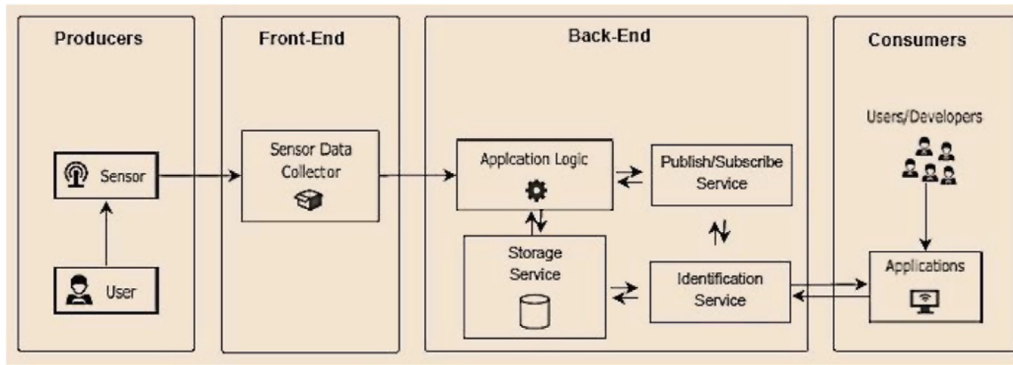 Producers
Front-End
Back-End
Consumers
Users/Developers
Sensor Data
Collector
Applcation Logic
Publish/Subscribe
Service
Sensor
Storage
Service
Identification
Service
Applications
User